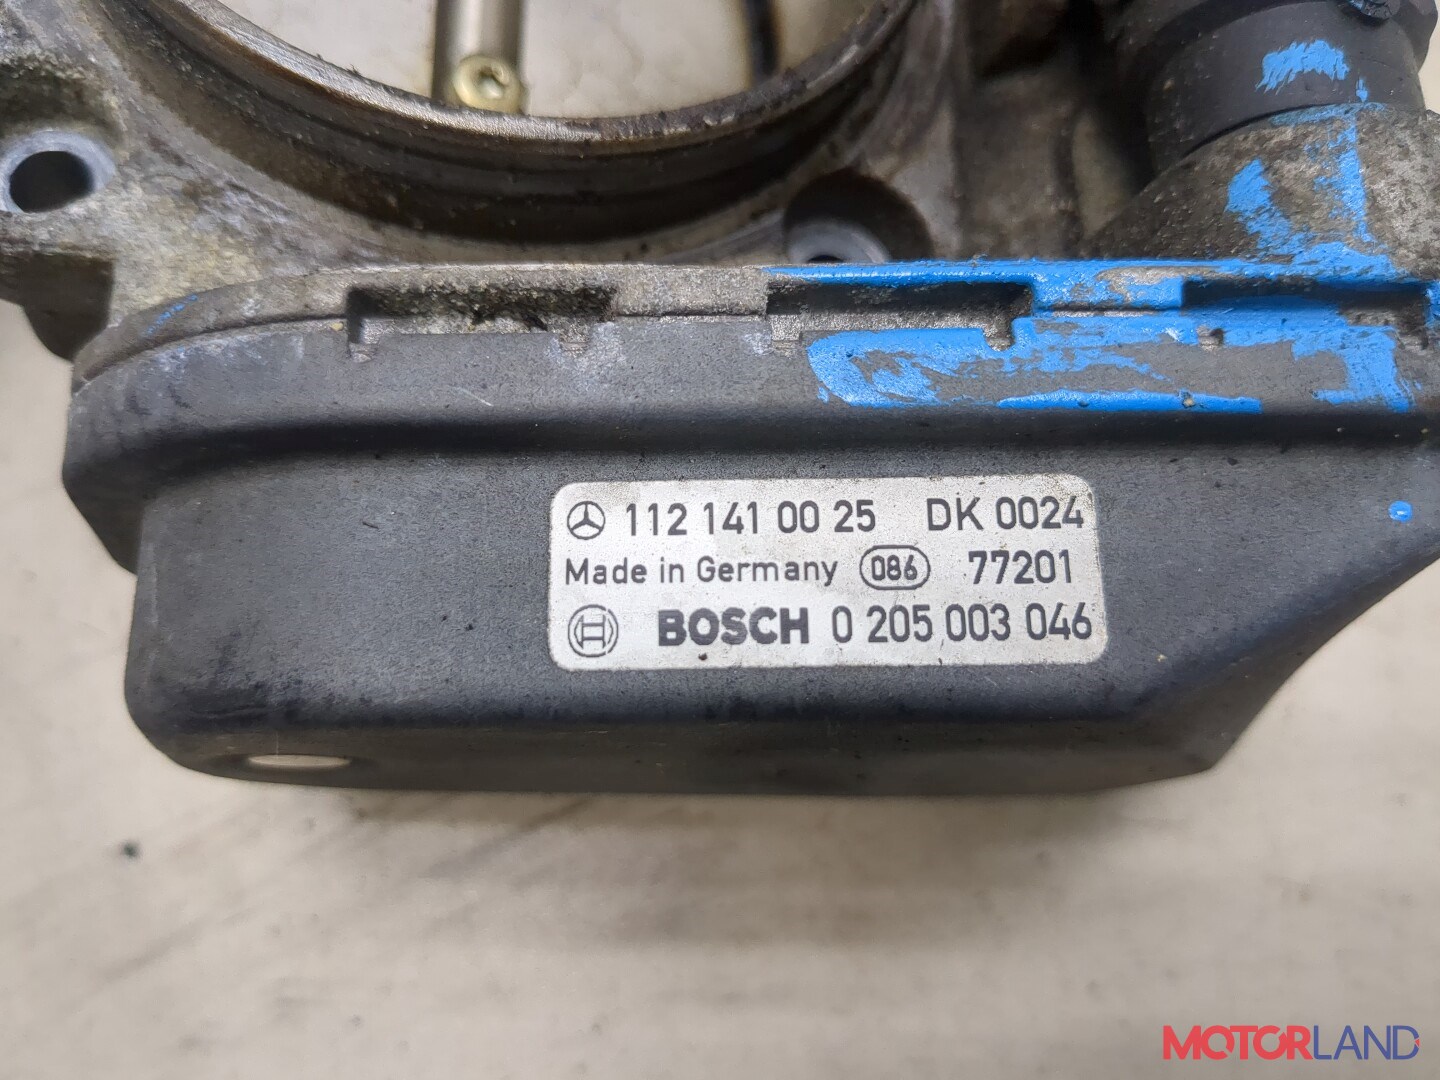 112 141 00 25 DK 0024
Made in Germany 086 77201
BOSCH 0 205 003 046
MOTORLAND